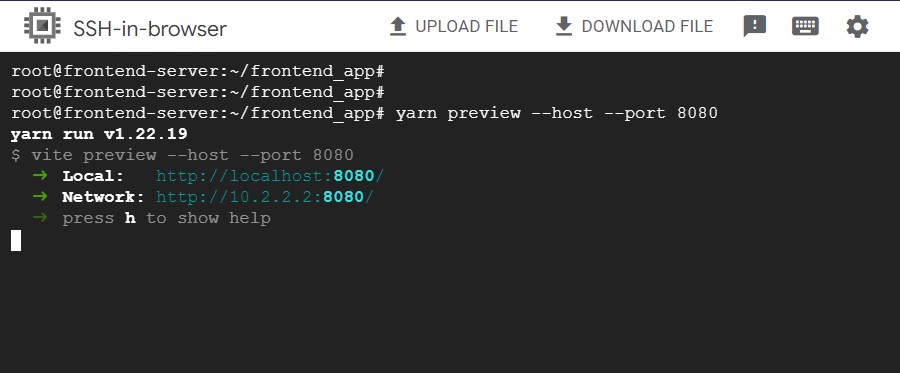 SSH-in-browser UPLOAD FILE DOWNLOAD FILE
root@frontend-server:~/frontend_app#
root@frontend-server:~/frontend_app#
root@frontend-server:~/frontend_app# yarn preview --host --port 8080
yarn run v1.22.19
$ vite preview --host --port 8080
➜ Local: http://localhost:8080/
➜ Network: http://10.2.2.2:8080/
➜ press h to show help